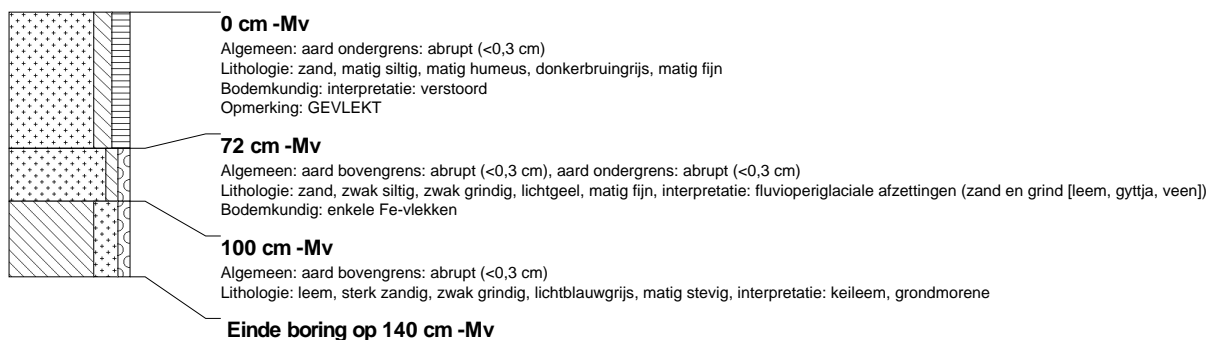 0 cm -Mv
Algemeen: aard ondergrens: abrupt (<0,3 cm)
Lithologie: zand, matig siltig, matig humeus, donkerbruingrijs, matig fijn
Bodemkundig: interpretatie: verstoord
Opmerking: GEVLEKT
72 cm -Mv
Algemeen: aard bovengrens: abrupt (<0,3 cm), aard ondergrens: abrupt (<0,3 cm)
Lithologie: zand, zwak siltig, zwak grindig, lichtgeel, matig fijn, interpretatie: fluvioperiglaciale afzettingen (zand en grind [leem, gyttja, veen])
Bodemkundig: enkele Fe-vlekken
100 cm -Mv
Algemeen: aard bovengrens: abrupt (<0,3 cm)
Lithologie: leem, sterk zandig, zwak grindig, lichtblauwgrijs, matig stevig, interpretatie: keileem, grondmorene
Einde boring op 140 cm -Mv